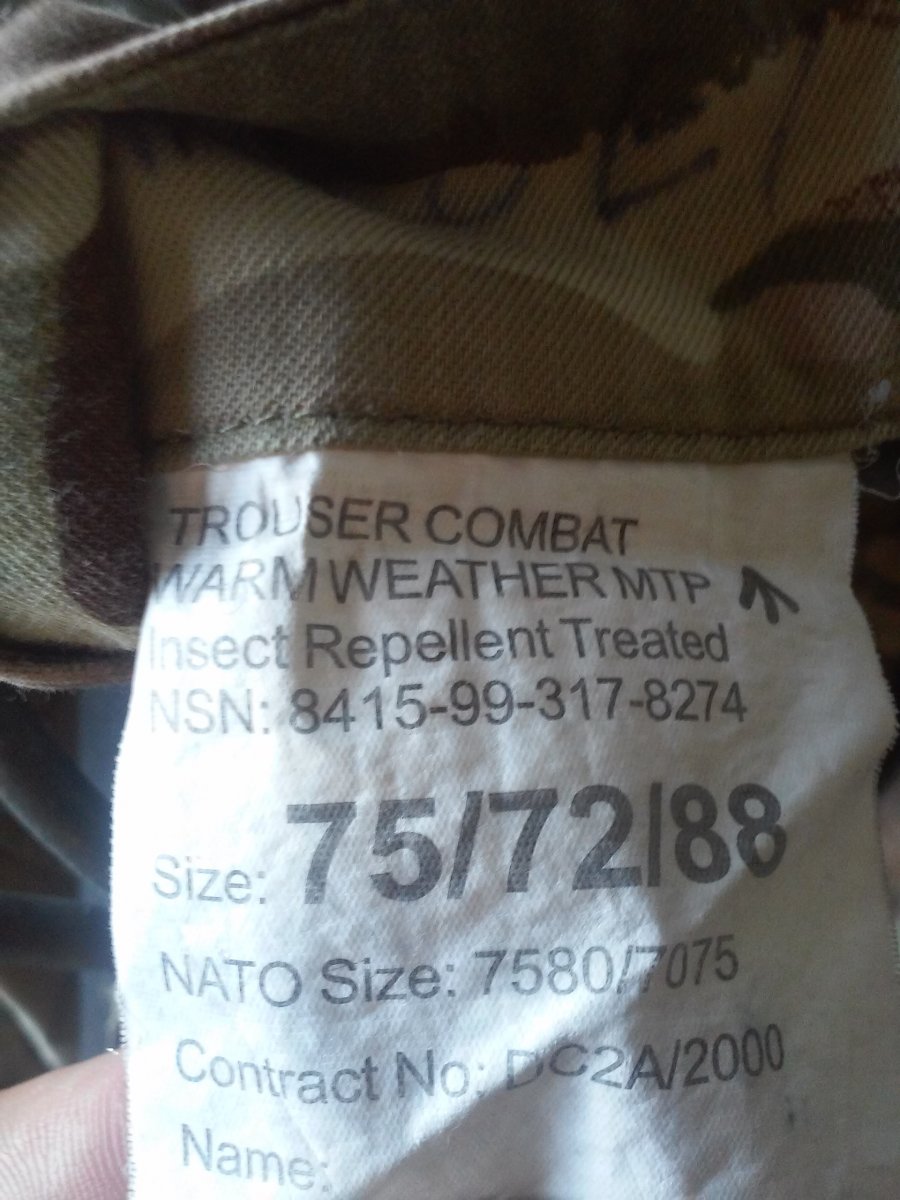 TROUSER COMBAT
WARM WEATHER MTP
Insect Repellent Treated
NSN: 8415-99-317-8274
Size: 75/72/88
NATO Size: 7580/7075
Contract No: DC2A/2000
Name: